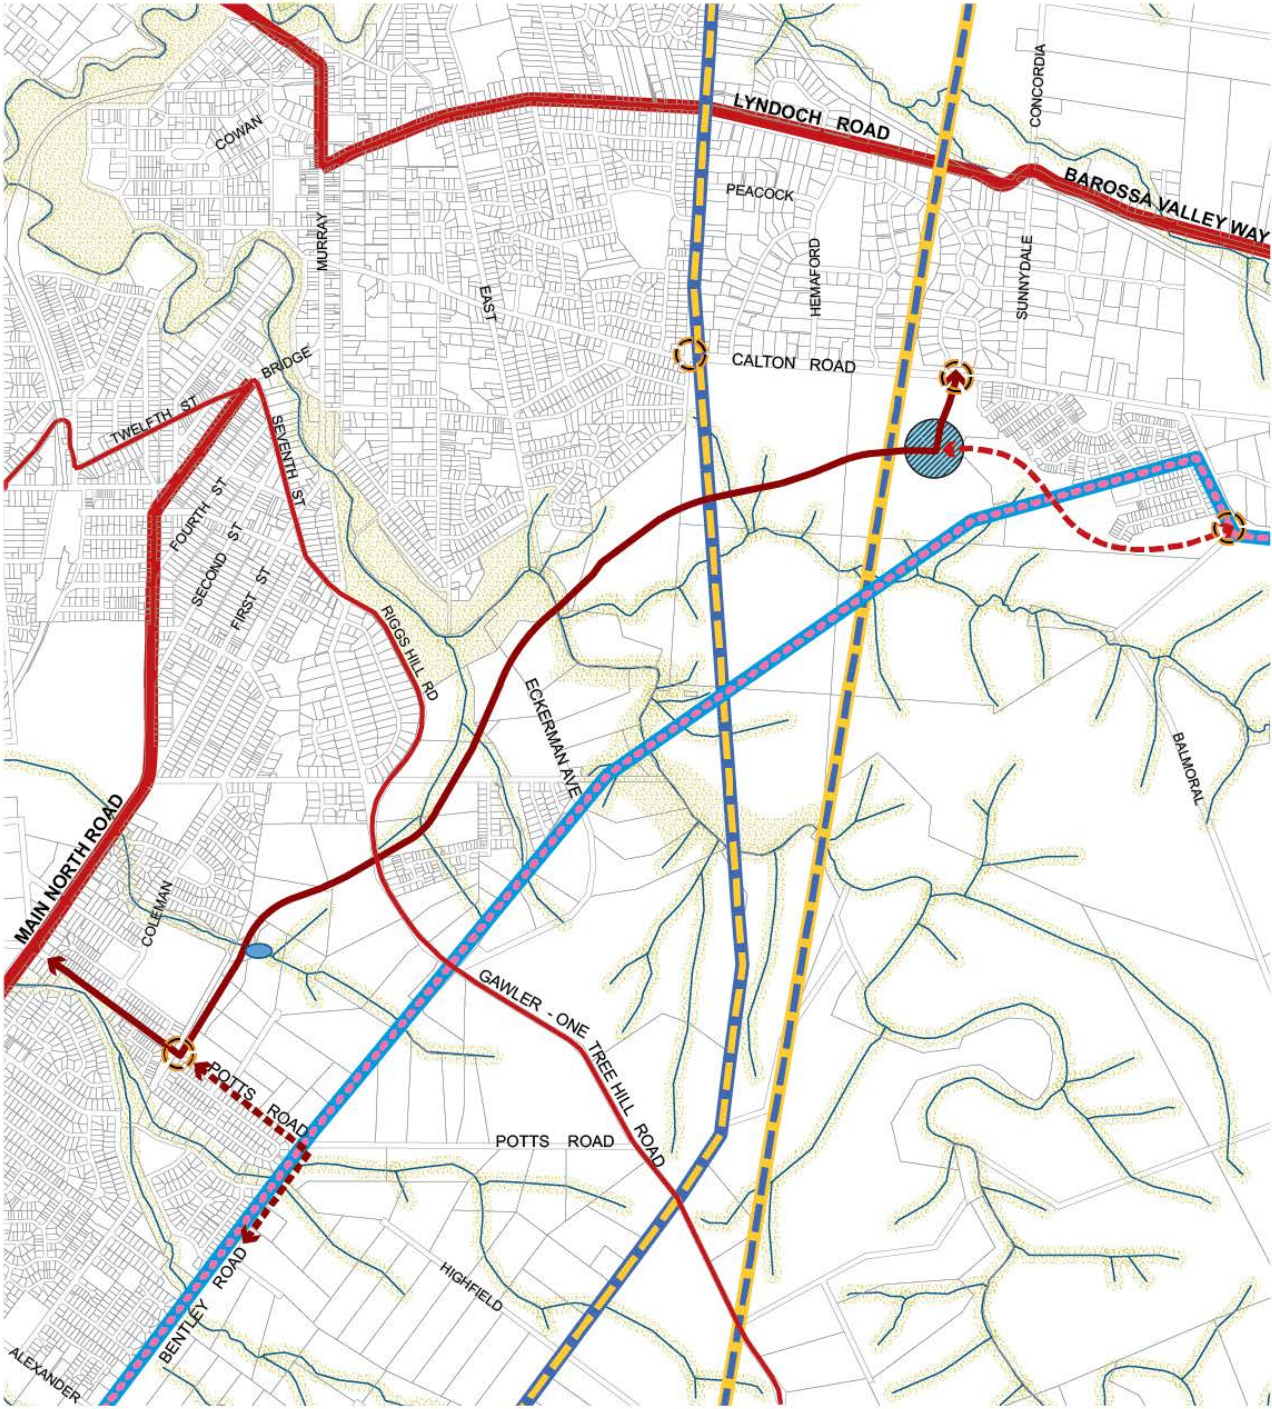 CONCORDIA
LYNDOCH ROAD
COWAN
BAROSSA VALLEY WAY
PEACOCK
MURRAY
HEMAFORD
SUNNYDALE
EAST
BRIDGE
CALTON ROAD
TWELFTH ST
SEVENTH ST
FOURTH ST
SECOND ST
FIRST ST
RIGGS HILL RD
ECKERMAN AVE
BALMORAL
MAIN NORTH ROAD
COLEMAN
GAWLER - ONE TREE HILL ROAD
POTTS ROAD
POTTS ROAD
HIGHFIELD
BENTLEY ROAD
ALEXANDER